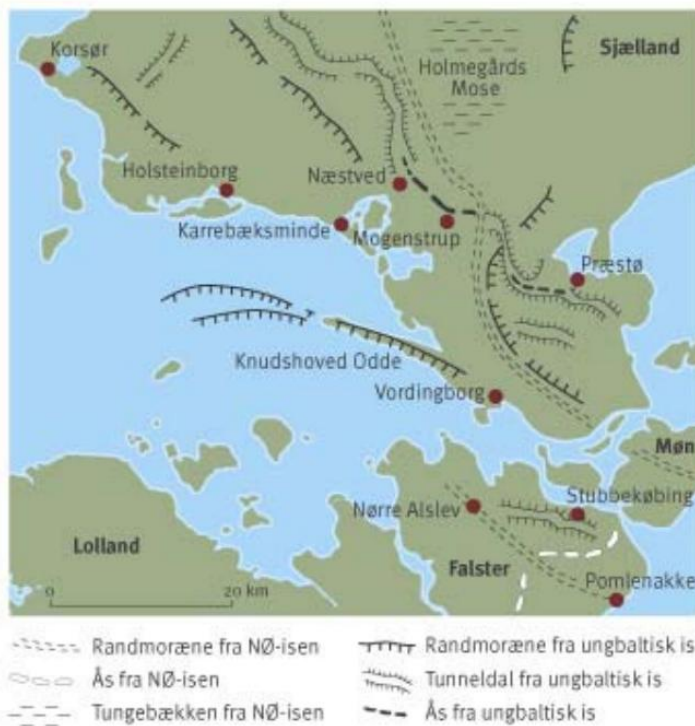 Korsør
Sjælland
Holmegårds
Mose
Holsteinborg
Næstved
Karrebæksminde
Mogenstrup
Præstø
Knudshoved Odde
Vordingborg
Møn
Stubbekøbing
Nørre Alslev
Lolland
Falster
Pomlenakke
0
20 km
Randmoræne fra NØ-isen
Ås fra NØ-isen
Tungebækken fra NØ-isen
Randmoræne fra ungbaltisk is
Tunneldal fra ungbaltisk is
Ås fra ungbaltisk is